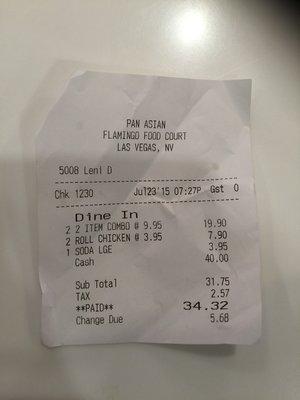 PAN ASIAN
FLAMINGO FOOD COURT
LAS VEGAS, NV
5008 Leni D
Chk 1230 Jul23'15 07:27P Gst 0
Dine In
2 2 ITEM COMBO @ 9.95 19.90
2 ROLL CHICKEN @ 3.95 7.90
1 SODA LGE 3.95
Cash 40.00
Sub Total 31.75
TAX 2.57
**PAID** 34.32
Change Due 5.68